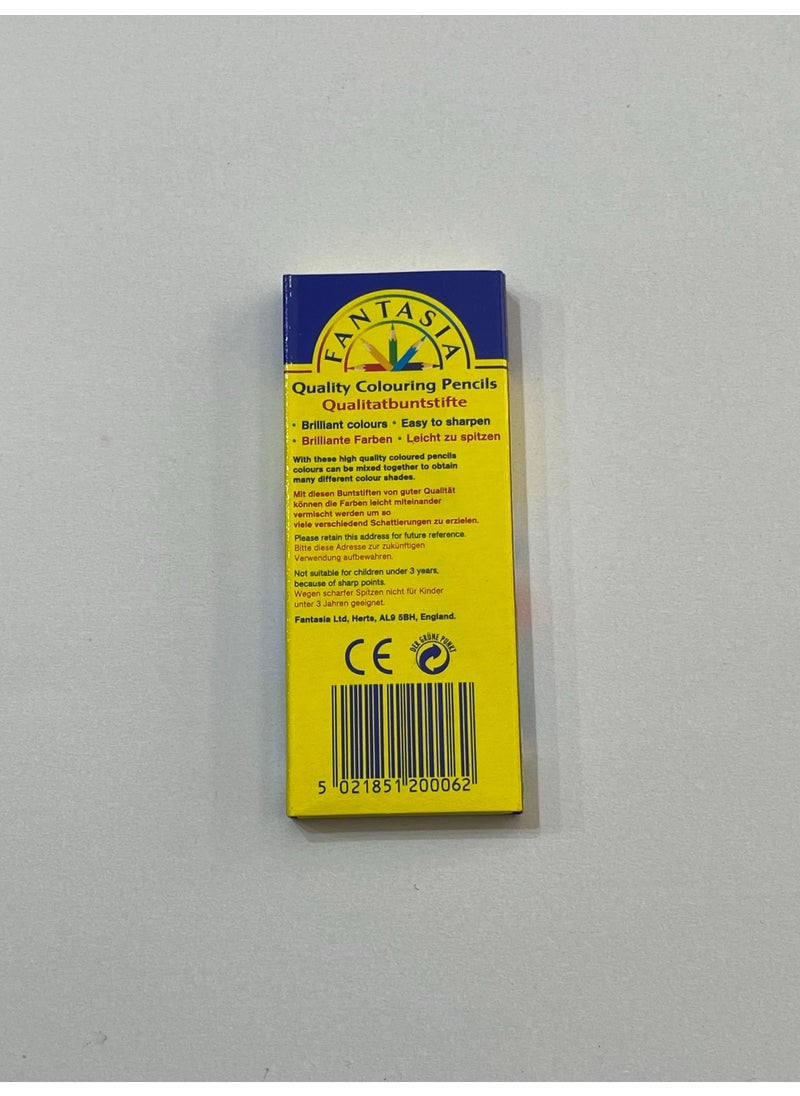 FANTASIA
Quality Colouring Pencils
Qualitatbuntstifte
• Brilliant colours • Easy to sharpen
• Brilliante Farben • Leicht zu spitzen
With these high quality coloured pencils
colours can be mixed together to obtain
many different colour shades.
Mit diesen Buntstiften von guter Qualität
können die Farben leicht miteinander
vermischt werden um so
viele verschiedend Schattierungen zu erzielen.
Please retain this address for future reference.
Bitte diese Adresse zur zukünftigen
Verwendung aufbewahren.
Not suitable for children under 3 years,
because of sharp points.
Wegen scharfer Spitzen nicht für Kinder
unter 3 Jahren geeignet.
Fantasia Ltd, Herts, AL9 5BH, England.
CE
DER GRÜNE PUNKT
5 021851 200062